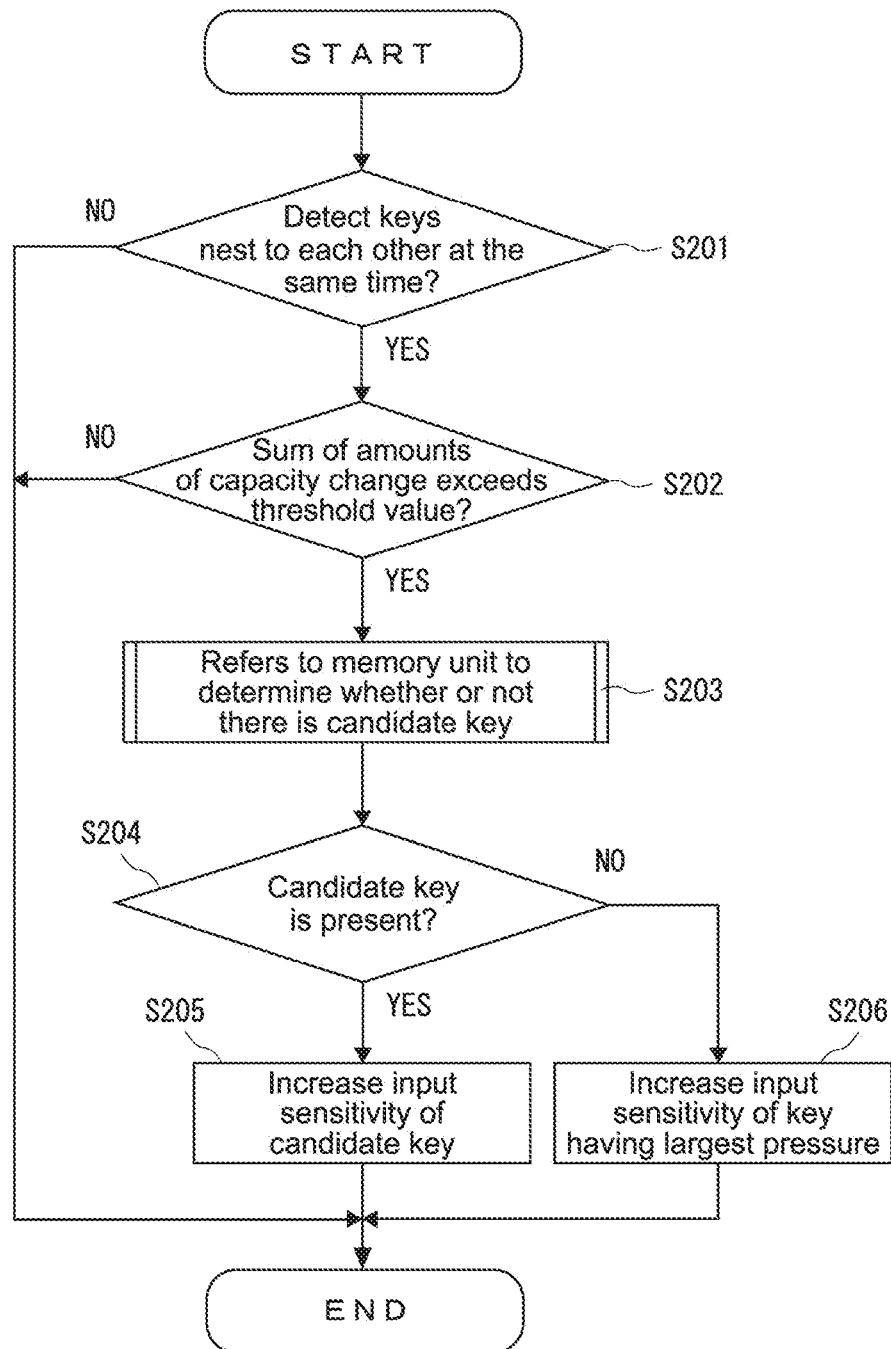 START
NO
Detect keys
nest to each other at the
same time?
S201
YES
NO
Sum of amounts
of capacity change exceeds
threshold value?
S202
YES
Refers to memory unit to
determine whether or not
there is candidate key
S203
S204
NO
Candidate key
is present?
YES
S205
S206
Increase input
sensitivity of
candidate key
Increase input
sensitivity of key
having largest pressure
END